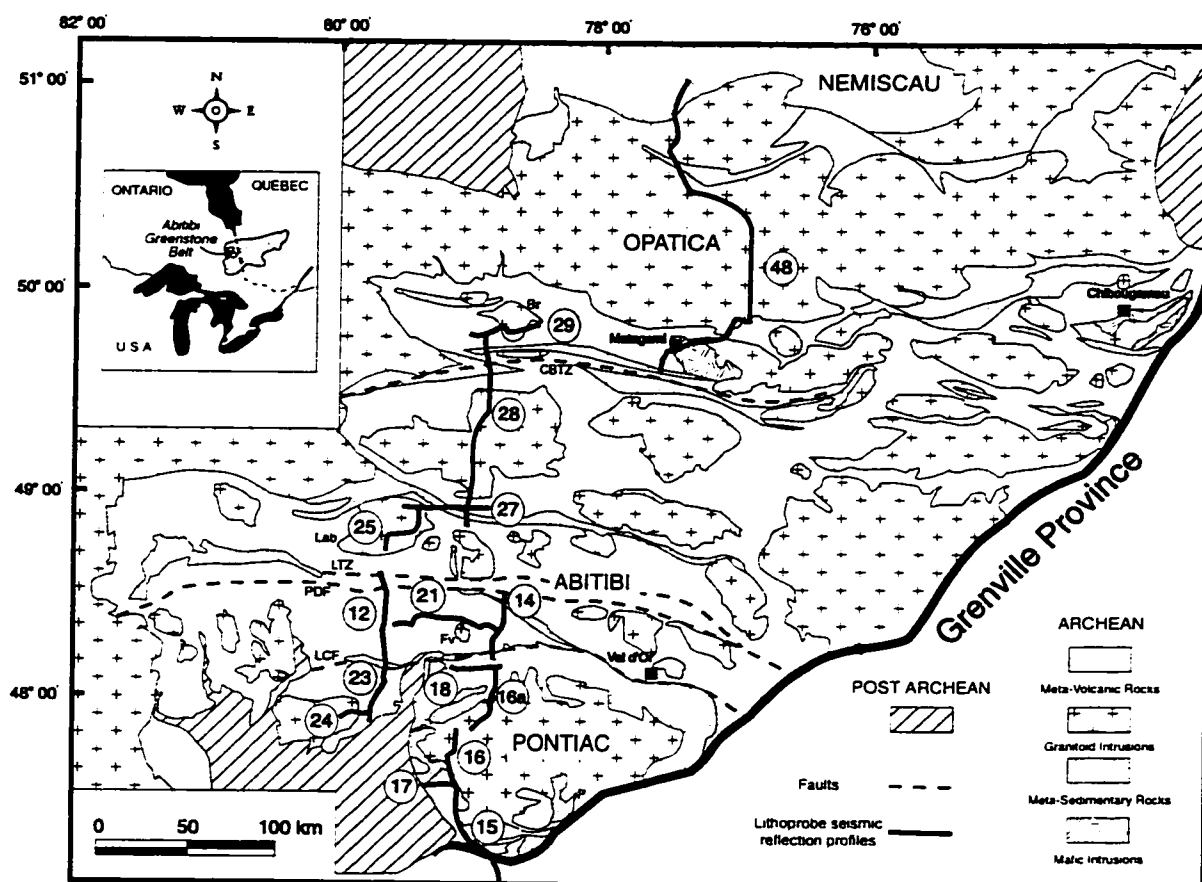 82° 00'
80° 00'
78° 00'
76° 00'
51° 00'
50° 00'
49° 00'
48° 00'
N
W
E
S
ONTARIO
QUEBEC
Abitibi
Greenstone
Belt
U S A
NEMISCAU
OPATICA
48
Chibougamau
Br
29
Matagami
CBTZ
28
27
25
Lab
LTZ
ABITIBI
PDF
12
21
14
Fv
Val d'Or
LCF
23
18
16a
24
PONTIAC
16
17
15
Grenville Province
0 50 100 km
ARCHEAN
Meta-Volcanic Rocks
POST ARCHEAN
Granitoid Intrusions
Faults
Meta-Sedimentary Rocks
Lithoprobe seismic
reflection profiles
Mafic Intrusions